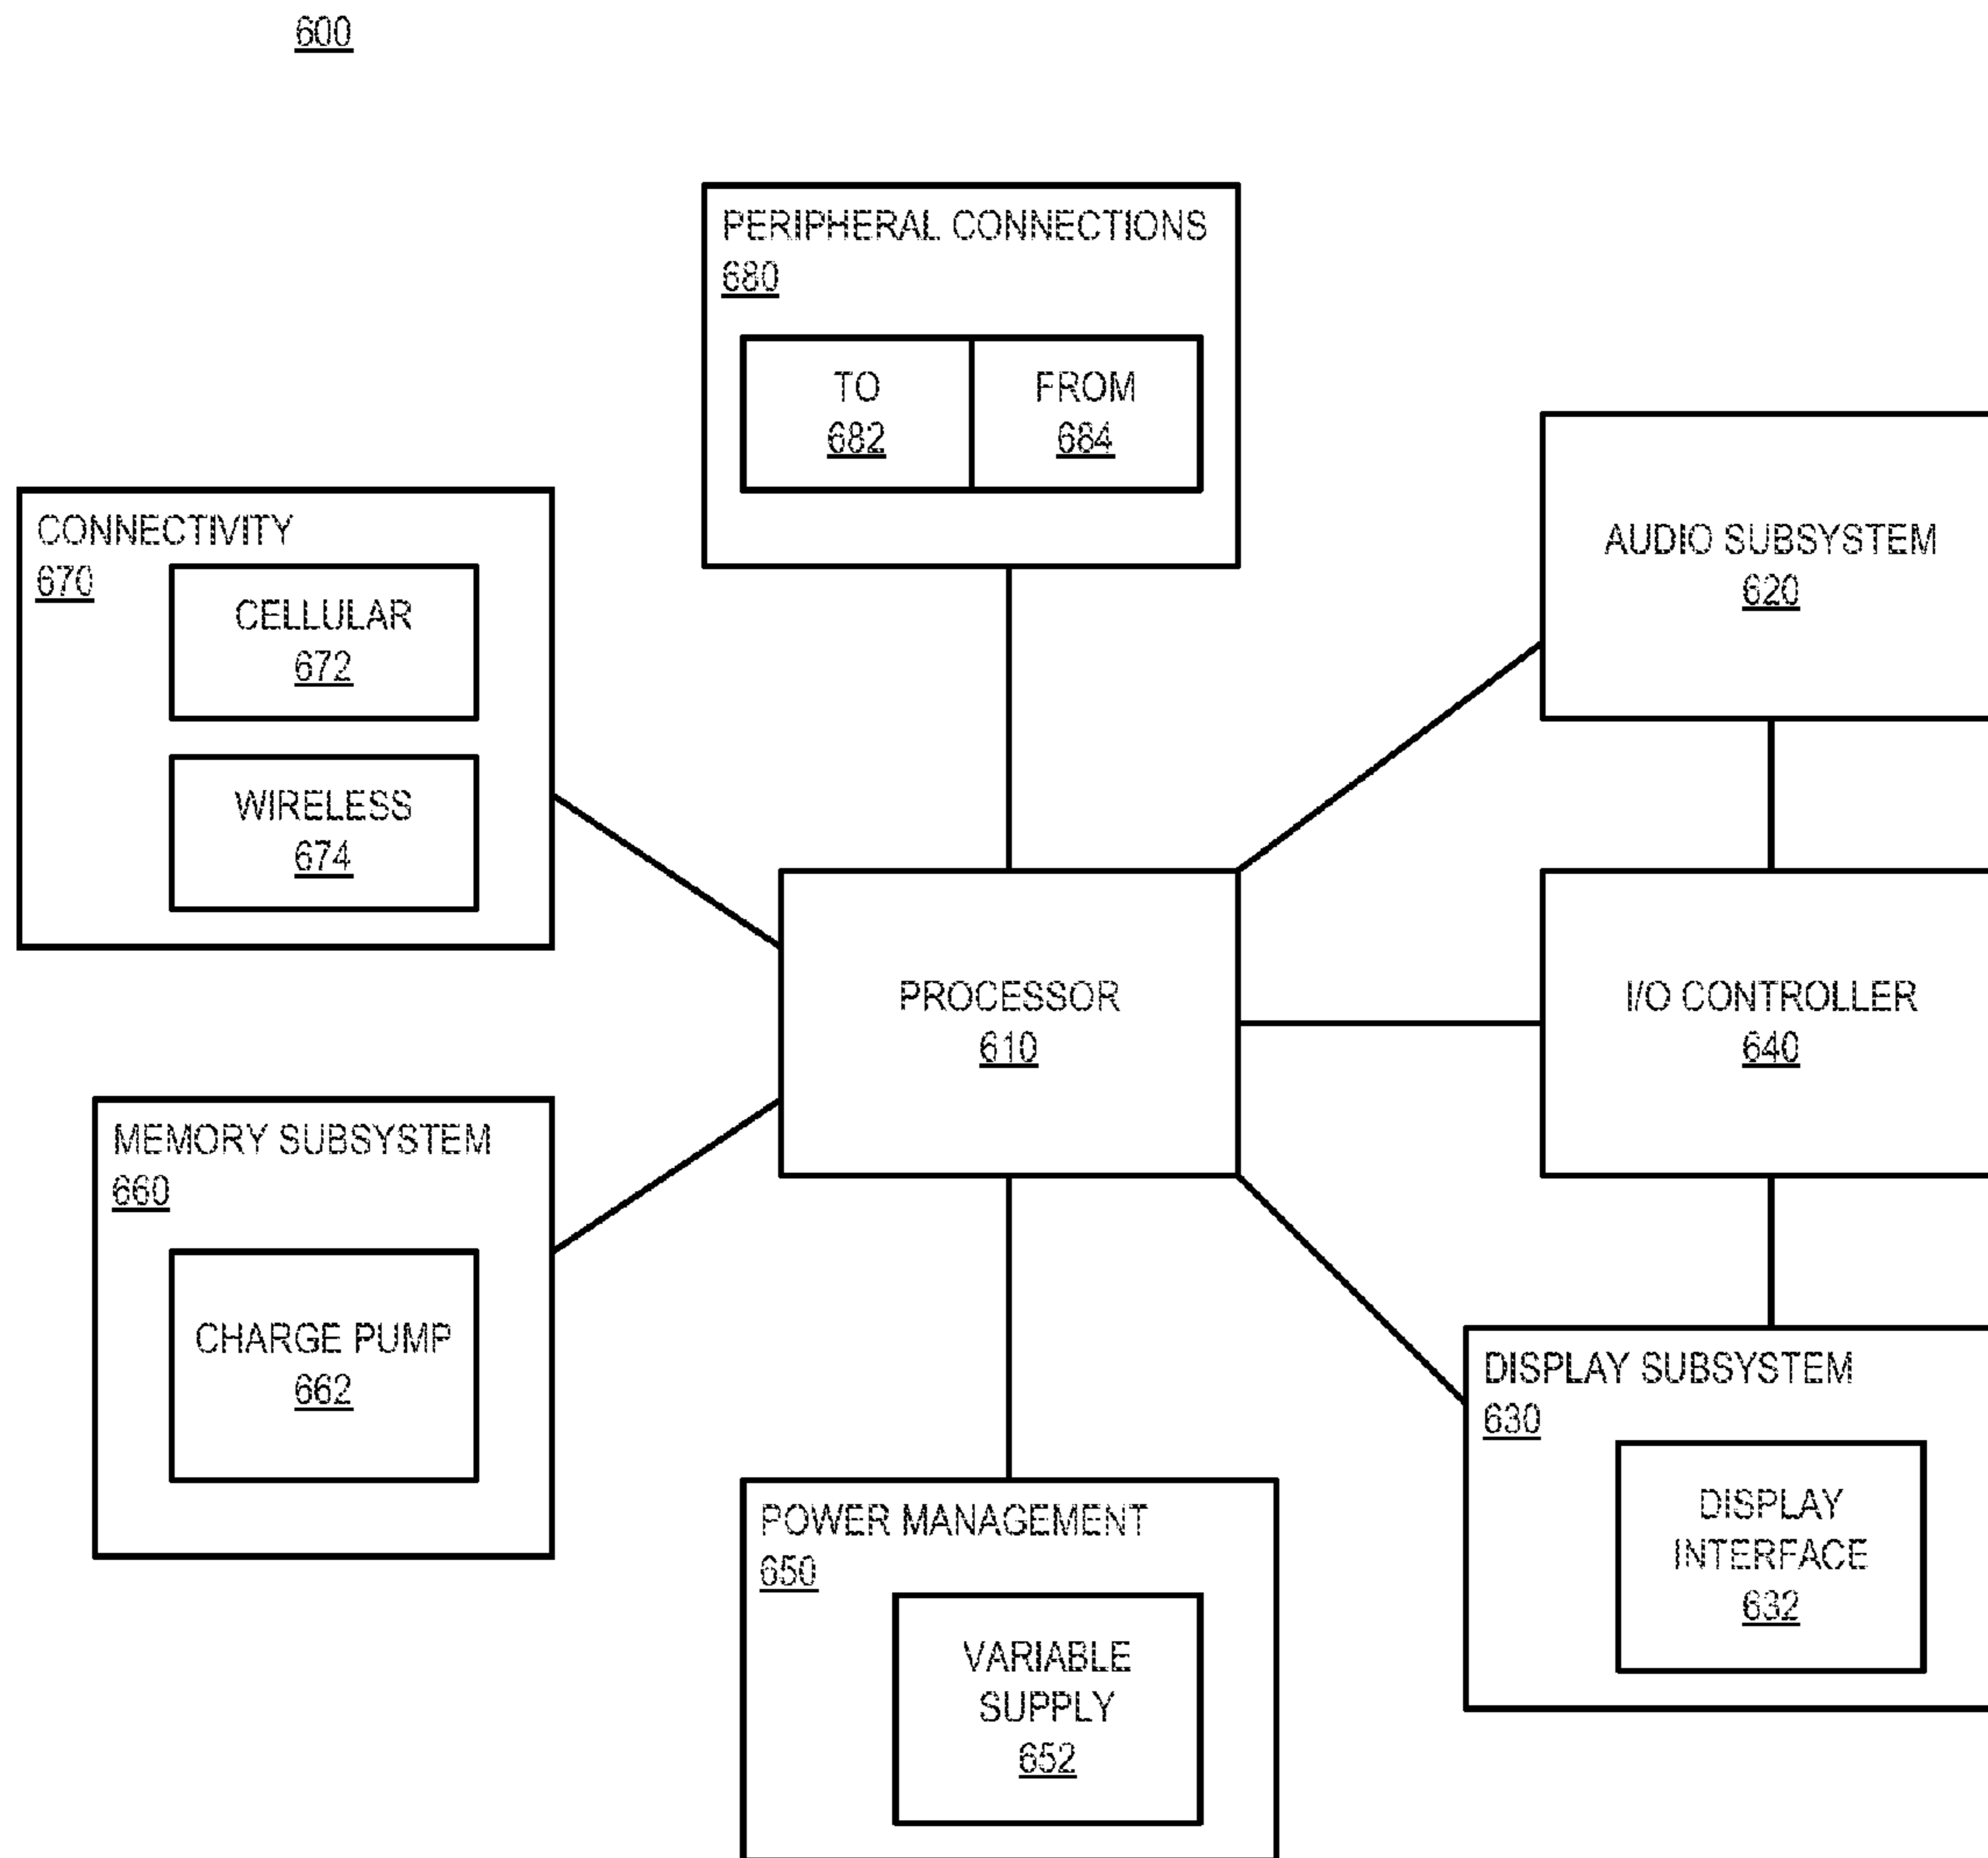 600
PERIPHERAL CONNECTIONS
680
TO
682
FROM
684
AUDIO SUBSYSTEM
620
CONNECTIVITY
670
CELLULAR
672
WIRELESS
674
PROCESSOR
610
I/O CONTROLLER
640
MEMORY SUBSYSTEM
660
CHARGE PUMP
662
DISPLAY SUBSYSTEM
630
DISPLAY
INTERFACE
632
POWER MANAGEMENT
650
VARIABLE
SUPPLY
652